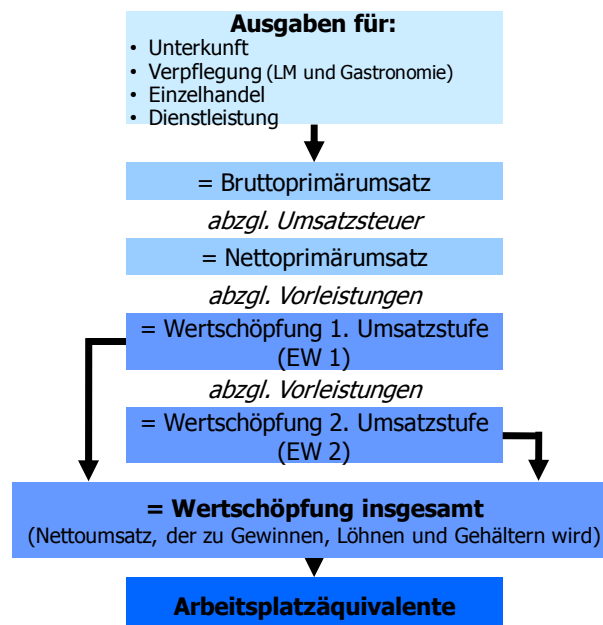 Ausgaben für:
• Unterkunft
• Verpflegung (LM und Gastronomie)
• Einzelhandel
• Dienstleistung
= Bruttoprimärumsatz
abzgl. Umsatzsteuer
= Nettoprimärumsatz
abzgl. Vorleistungen
= Wertschöpfung 1. Umsatzstufe
(EW 1)
abzgl. Vorleistungen
= Wertschöpfung 2. Umsatzstufe
(EW 2)
= Wertschöpfung insgesamt
(Nettoumsatz, der zu Gewinnen, Löhnen und Gehältern wird)
Arbeitsplatzäquivalente